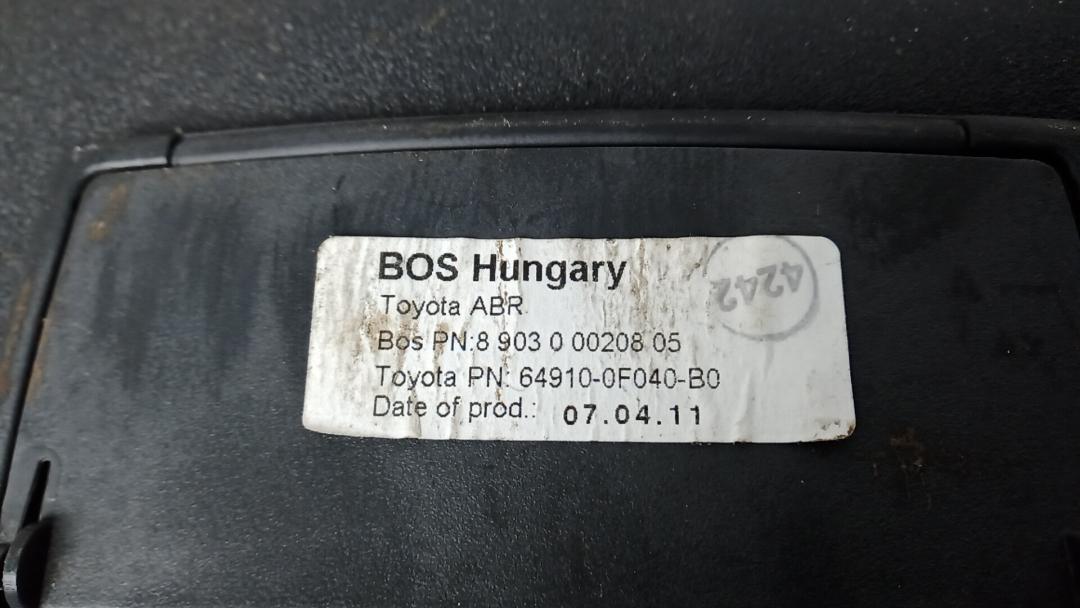 BOS Hungary
Toyota ABR
Bos PN:8 903 0 00208 05
Toyota PN: 64910-0F040-B0
Date of prod.: 07.04.11
4242